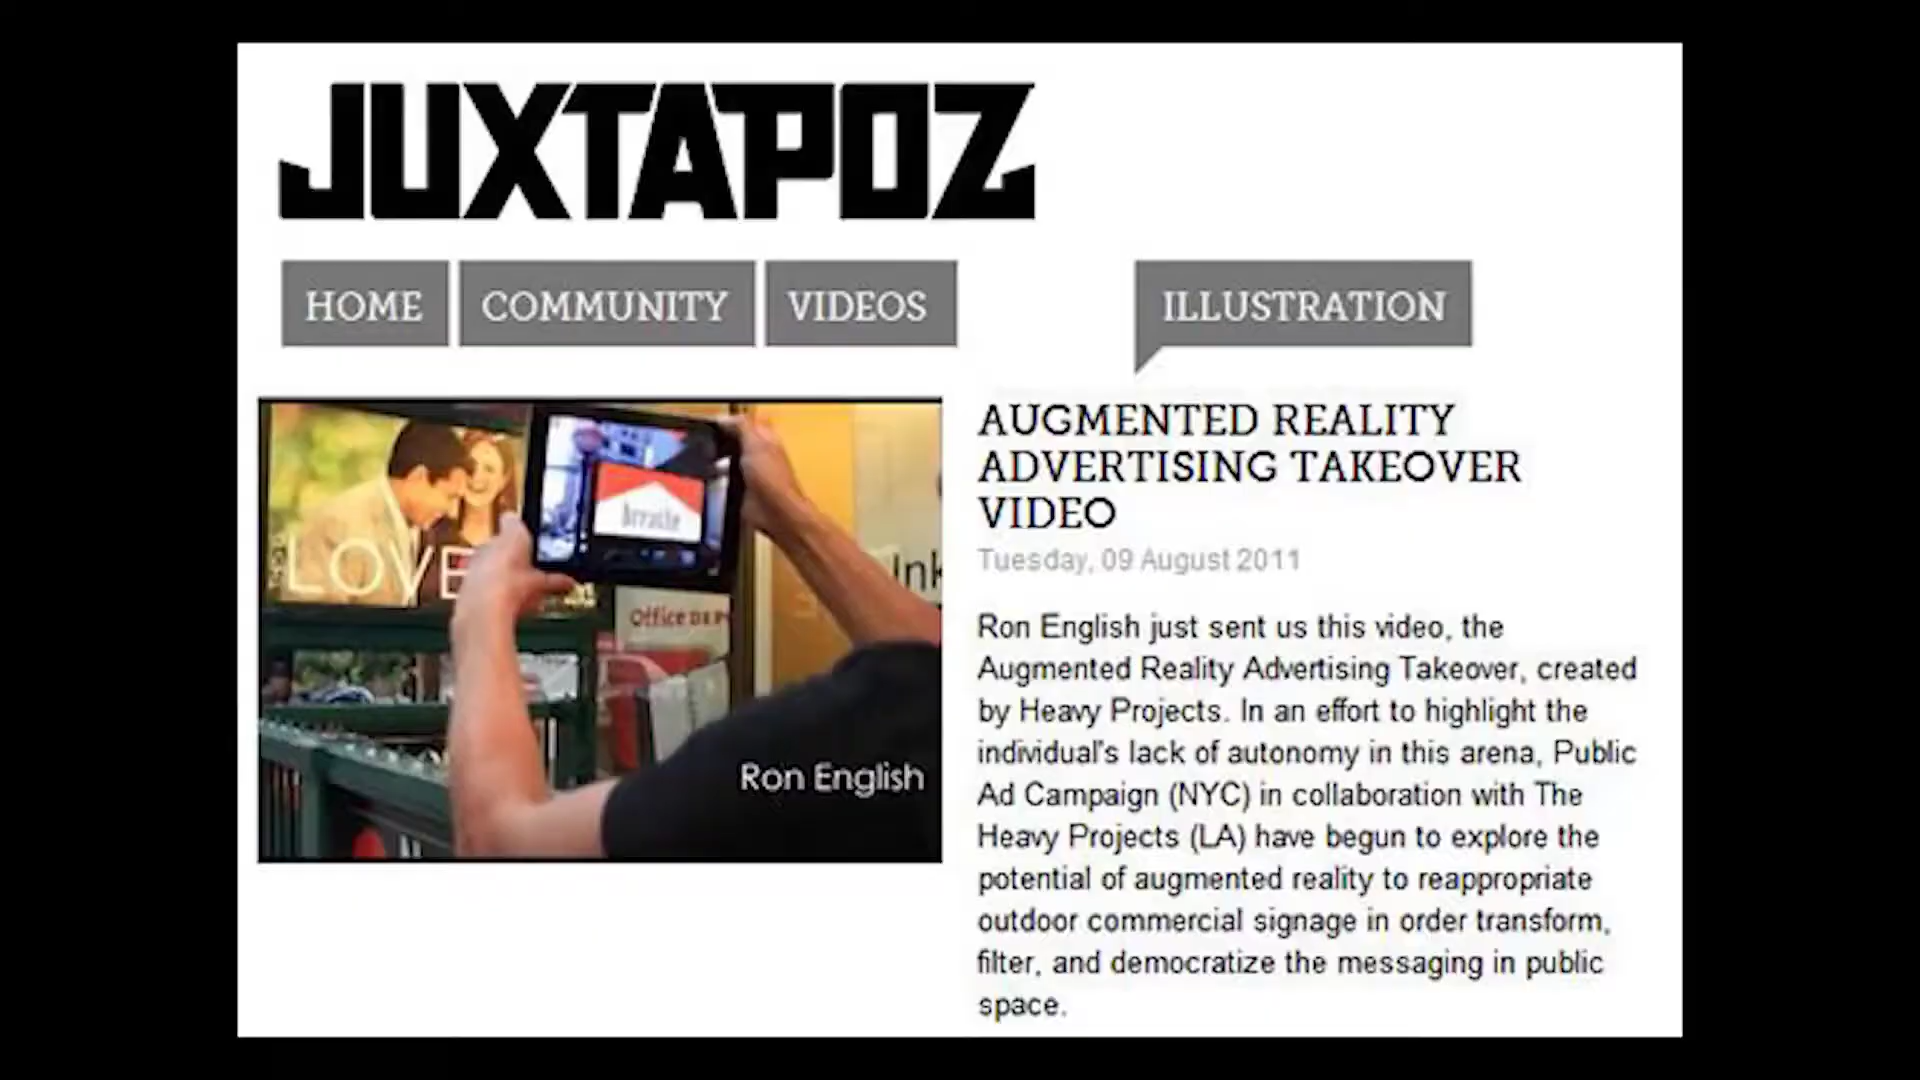 JUXTAPOZ
HOME
COMMUNITY
VIDEOS
ILLUSTRATION
LOVE
breathe
Office DEP
Ink
Ron English
AUGMENTED REALITY
ADVERTISING TAKEOVER
VIDEO
Tuesday, 09 August 2011
Ron English just sent us this video, the
Augmented Reality Advertising Takeover, created
by Heavy Projects. In an effort to highlight the
individual's lack of autonomy in this arena, Public
Ad Campaign (NYC) in collaboration with The
Heavy Projects (LA) have begun to explore the
potential of augmented reality to reappropriate
outdoor commercial signage in order transform,
filter, and democratize the messaging in public
space.